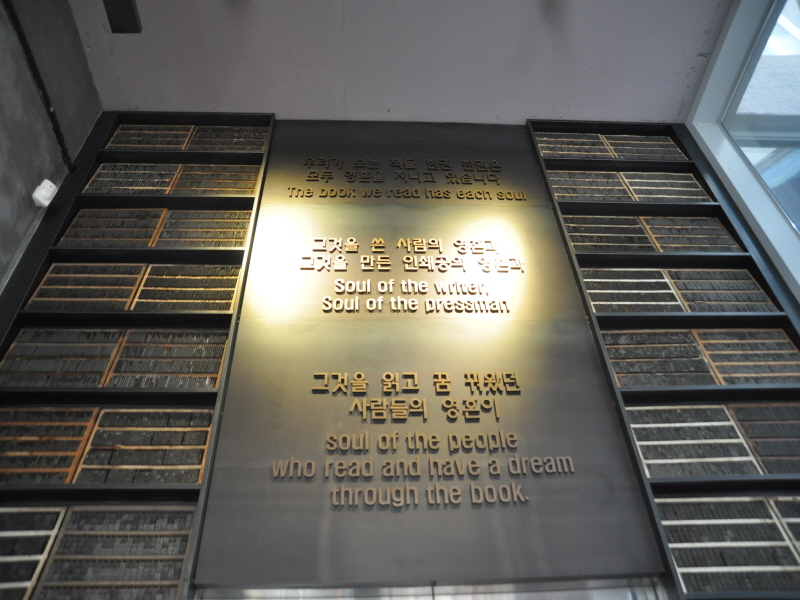 우리가 모는 책들 한권 한권은
모두 영혼을 지니고 있습니다
The book we read has each soul
그것을 쓴 사람의 영혼과
그것을 만든 인쇄공의 영혼과
Soul of the writer,
Soul of the pressman
그것을 읽고 꿈 꿔왔던
사람들의 영혼이
soul of the people
who read and have a dream
through the book.